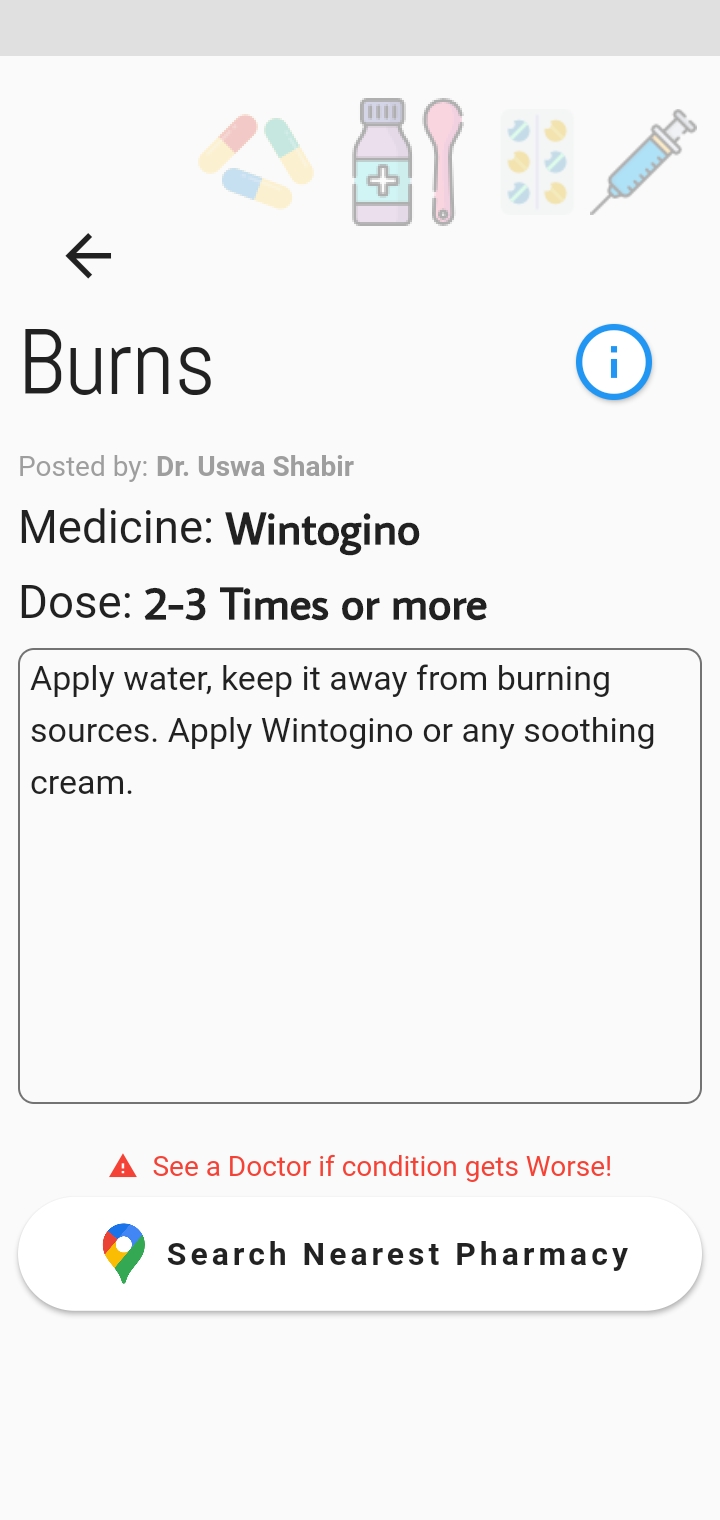 Burns
Posted by: Dr. Uswa Shabir
Medicine: Wintogino
Dose: 2-3 Times or more
Apply water, keep it away from burning
sources. Apply Wintogino or any soothing
cream.
See a Doctor if condition gets Worse!
Search Nearest Pharmacy